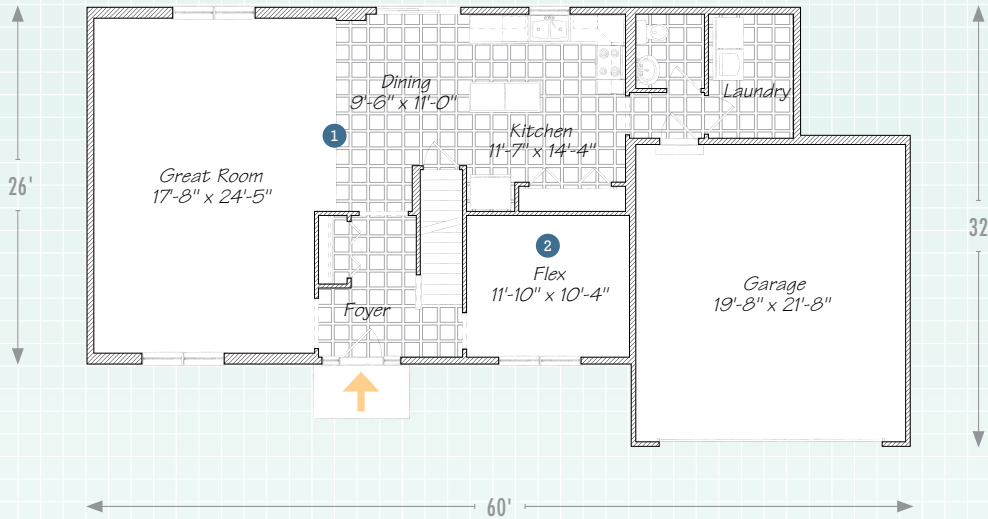 Dining
9'-6" x 11'-0"
Laundry
1
Kitchen
11'-7" x 14'-4"
Great Room
17'-8" x 24'-5"
26'
32
2
Flex
11'-10" x 10'-4"
Garage
19'-8" x 21'-8"
Foyer
60'